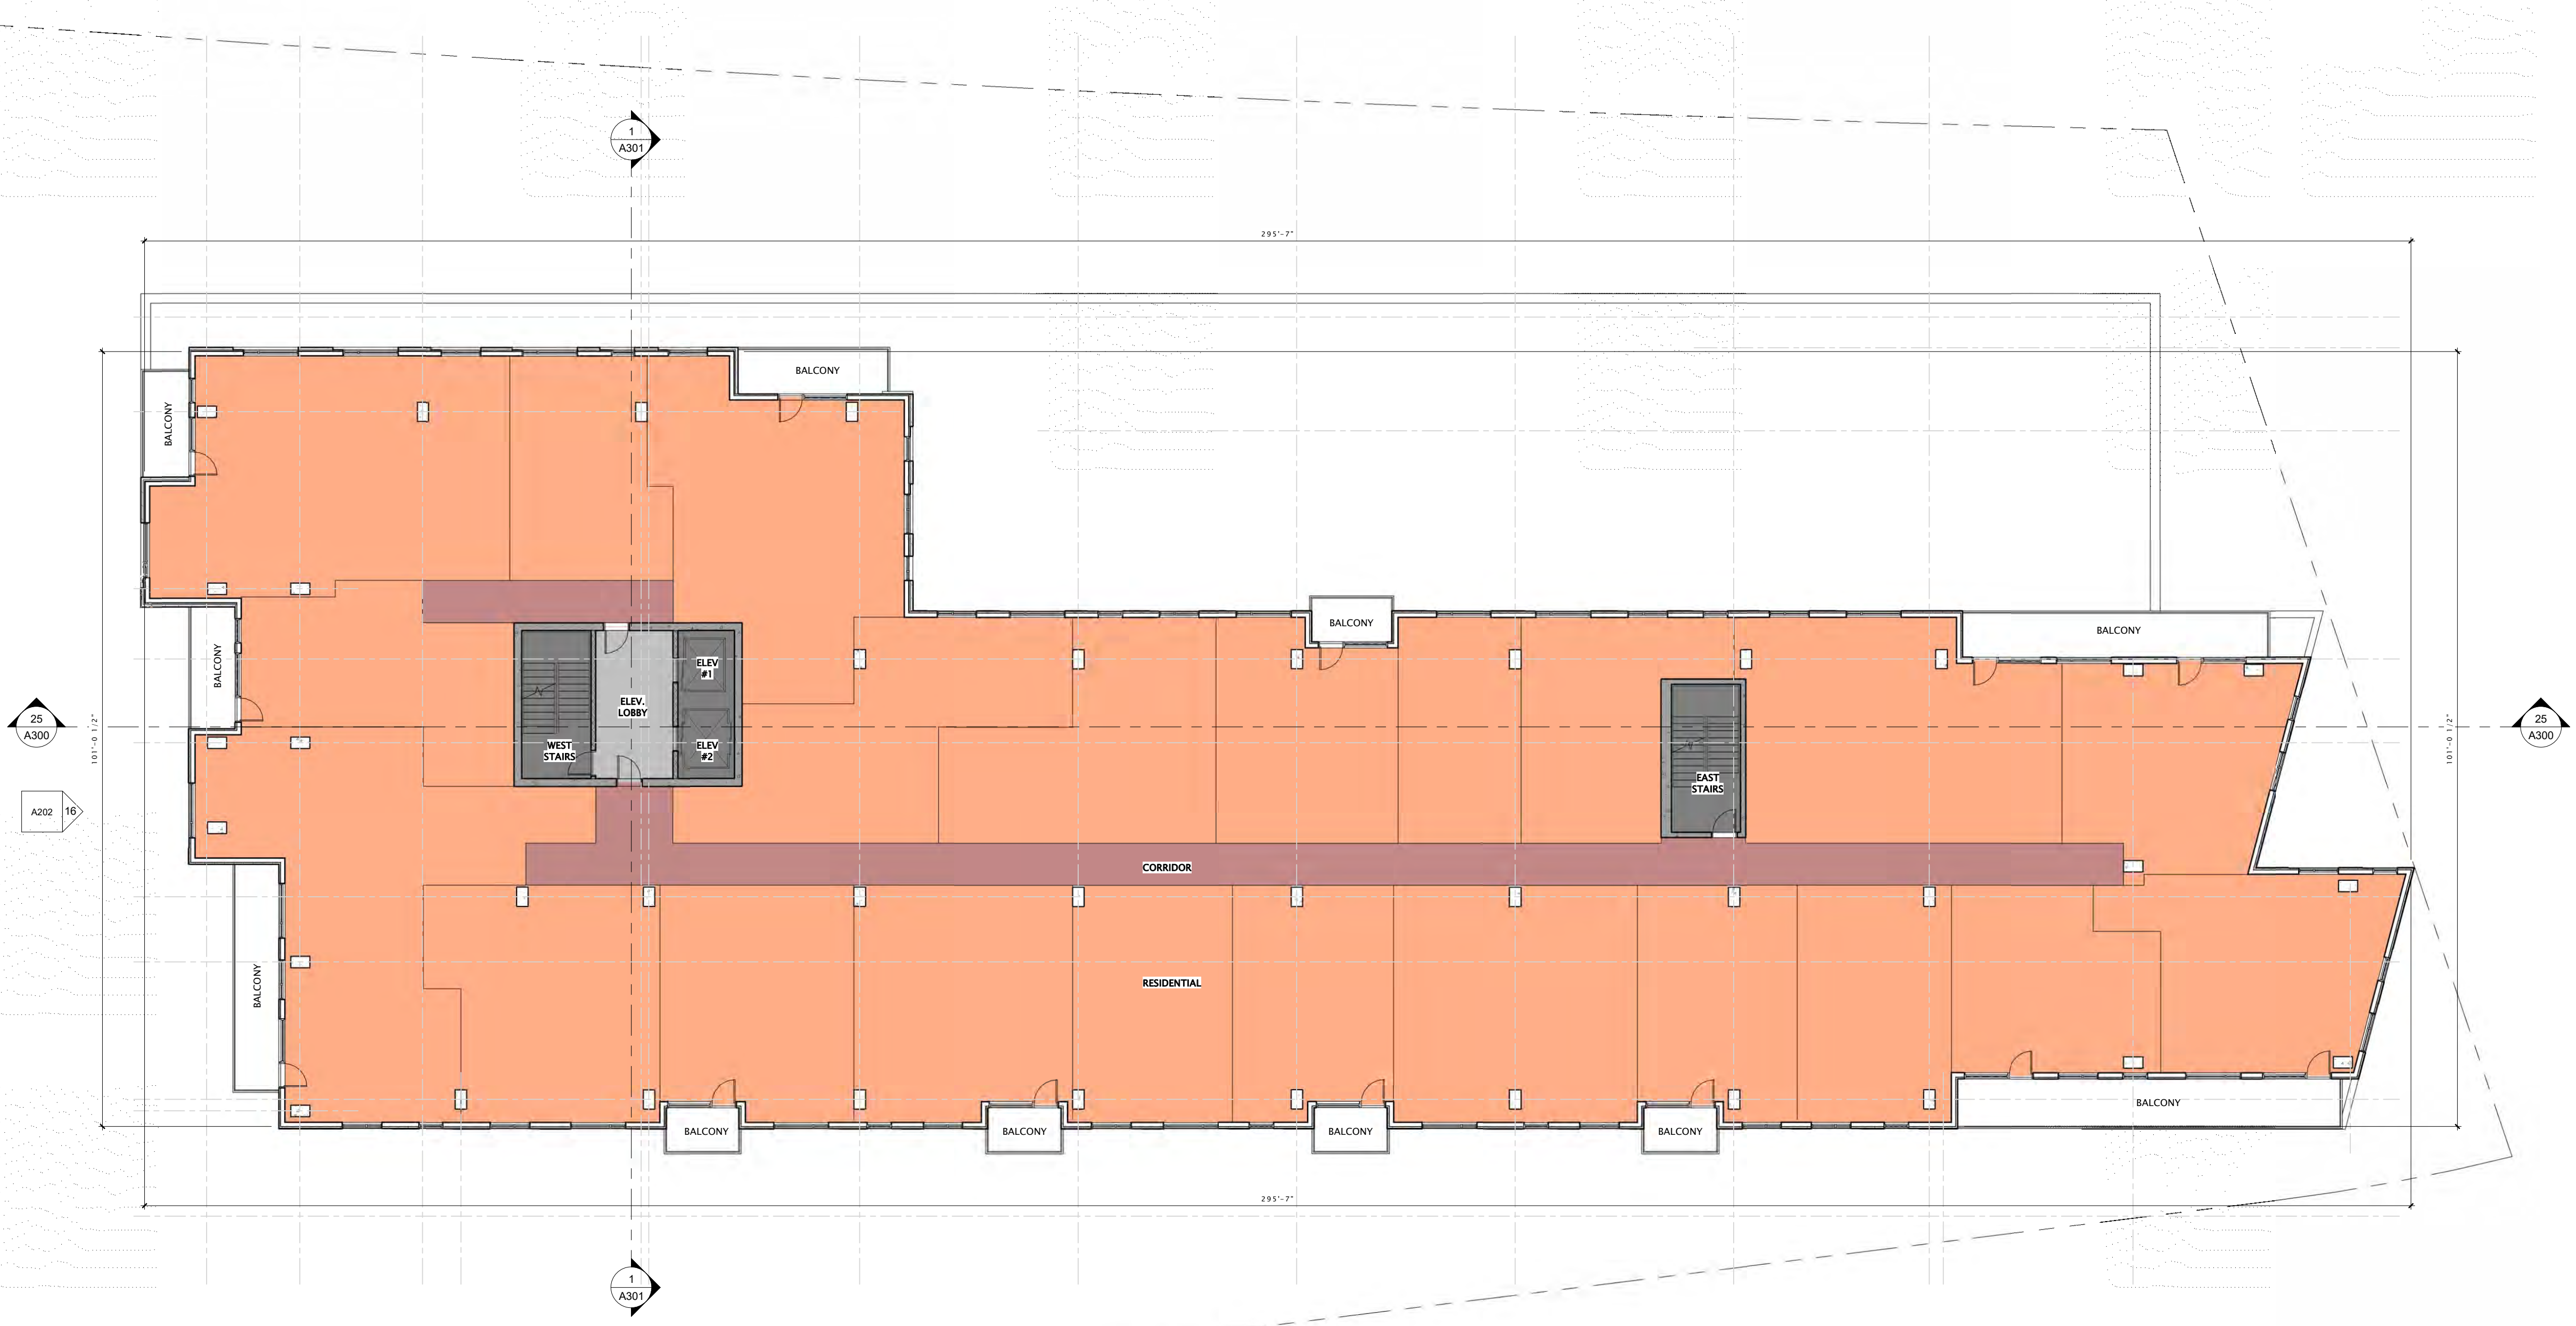 1
A301
295'-7"
BALCONY
BALCONY
BALCONY
BALCONY
BALCONY
ELEV
#1
ELEV.
LOBBY
25
A300
101'-0 1/2"
WEST
STAIRS
ELEV
#2
EAST
STAIRS
25
A300
101'-0 1/2"
A202
16
CORRIDOR
RESIDENTIAL
BALCONY
BALCONY
BALCONY
BALCONY
BALCONY
BALCONY
295'-7"
1
A301